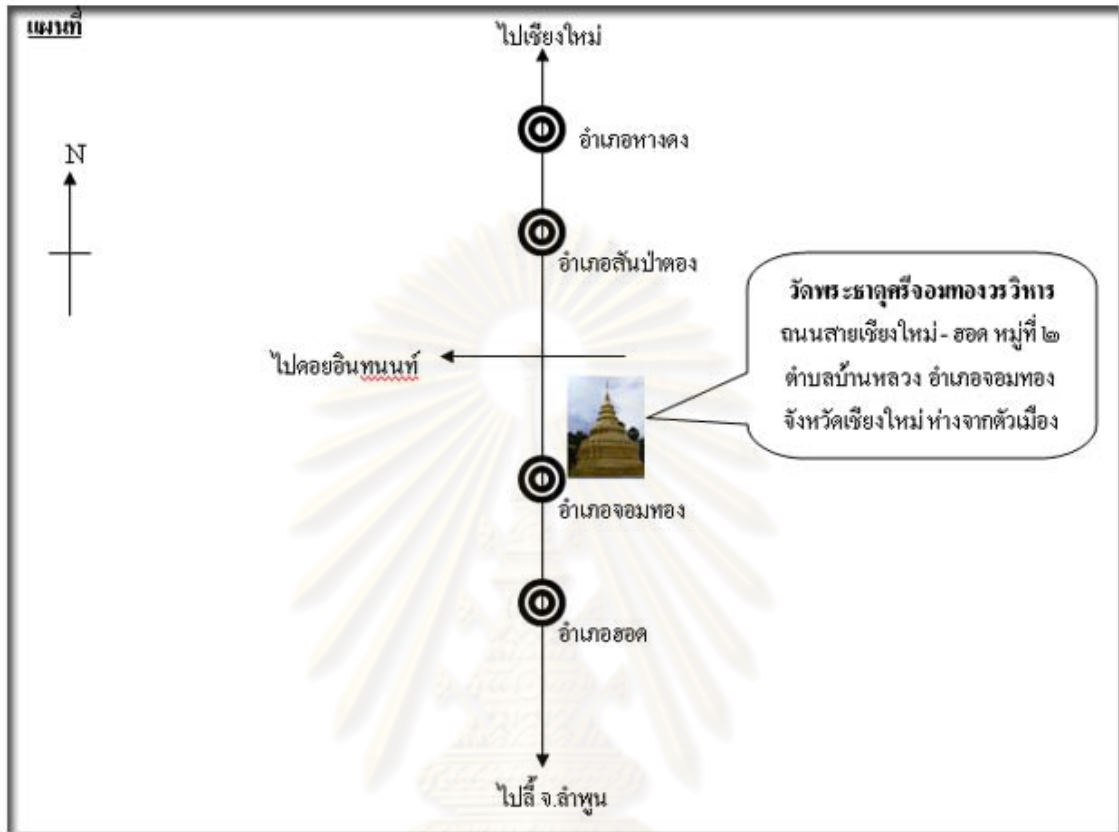 แผนที่
ไปเชียงใหม่
N
อำเภอหางดง
อำเภอสันป่าตอง
ไปดอยอินทนนท์
วัดพระธาตุศรีจอมทองวรวิหาร
ถนนสายเชียงใหม่ - ฮอด หมู่ที่ ๒
ตำบลบ้านหลวง อำเภอจอมทอง
จังหวัดเชียงใหม่ ห่างจากตัวเมือง
อำเภอจอมทอง
อำเภอฮอด
ไปลี้ จ.ลำพูน